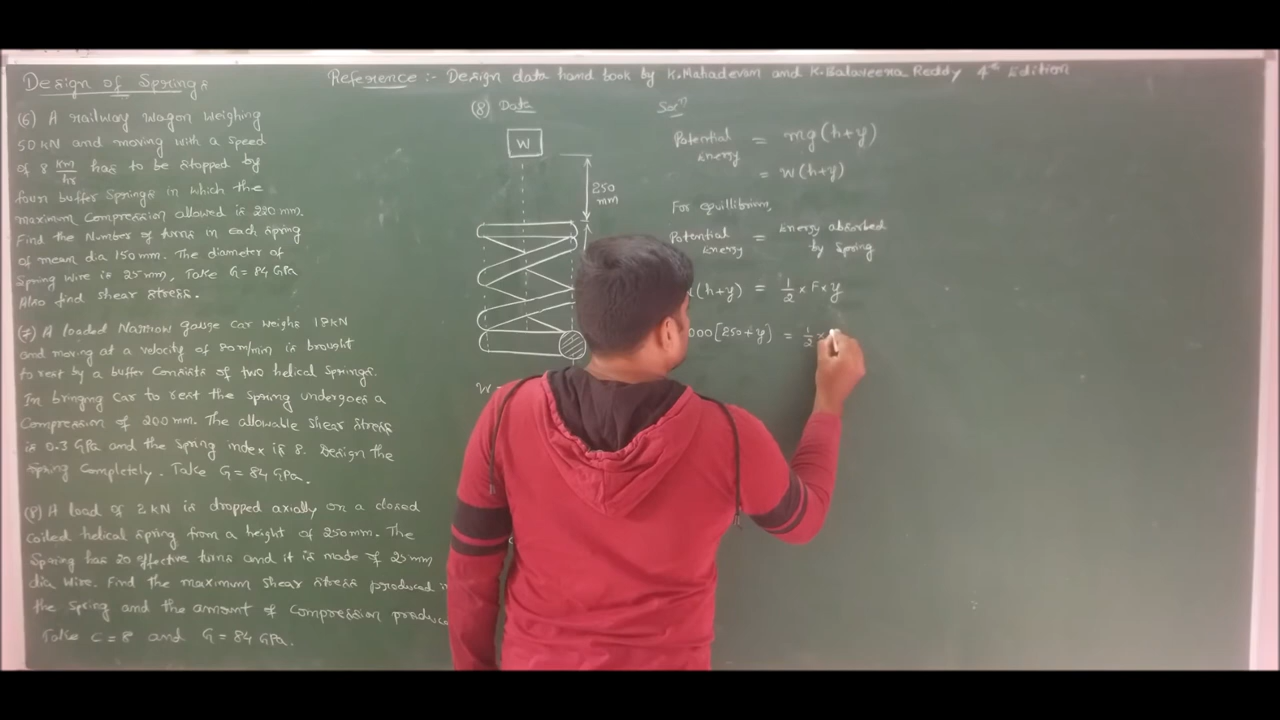 Design of Springs
Reference :- Design data hand book by K.Mahadevan and K.Balaveera Reddy 4th Edition
(6) A railway wagon weighing
50 kN and moving with a speed
of 8 km/hr has to be stopped by
four buffer springs in which the
maximum compression allowed is 220 mm.
Find the Number of turns in each spring
of mean dia 150 mm. The diameter of
spring wire is 25 mm, Take G = 84 GPa
Also find shear stress.
(7) A loaded Narrow gauge car weighs 18 kN
and moving at a velocity of 80 m/min is brought
to rest by a buffer consists of two helical springs.
In bringing car to rest the spring undergoes a
compression of 200 mm. The allowable shear stress
is 0.3 GPa and the spring index is 8. Design the
spring completely. Take G = 84 GPa.
(8) A load of 2 kN is dropped axially on a closed
coiled helical spring from a height of 250 mm. The
spring has 20 effective turns and it is made of 25 mm
dia wire. Find the maximum shear stress produced
the spring and the amount of compression
Take C = 8 and G = 84 GPa.
(8) Data
W
250
mm
W
Solⁿ
Potential Energy = mg(h+y)
= W(h+y)
For equillibrium,
Potential Energy = Energy absorbed by spring
(h+y) = 1/2 × F × y
000[250+y] = 1/2 ×